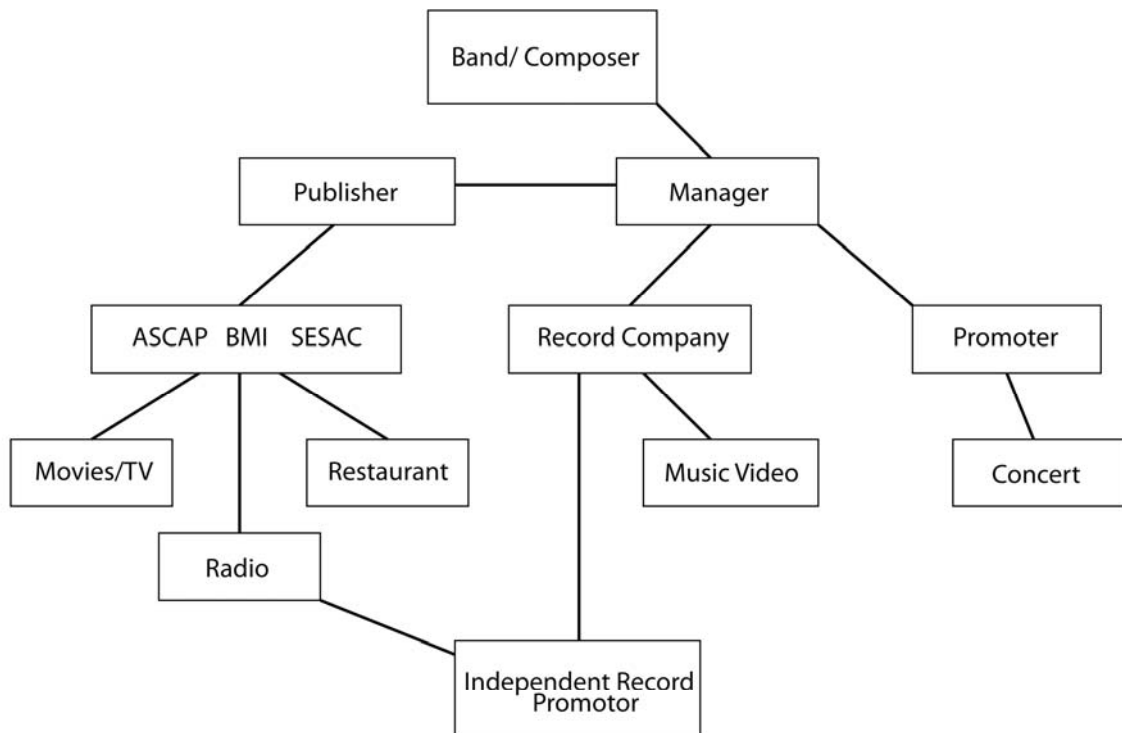 Band/ Composer
Publisher
Manager
ASCAP BMI SESAC
Record Company
Promoter
Movies/TV
Restaurant
Music Video
Concert
Radio
Independent Record
Promotor